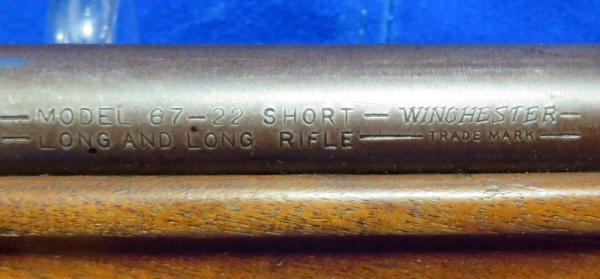 — MODEL 67-22 SHORT — WINCHESTER —
— LONG AND LONG RIFLE — TRADE MARK —